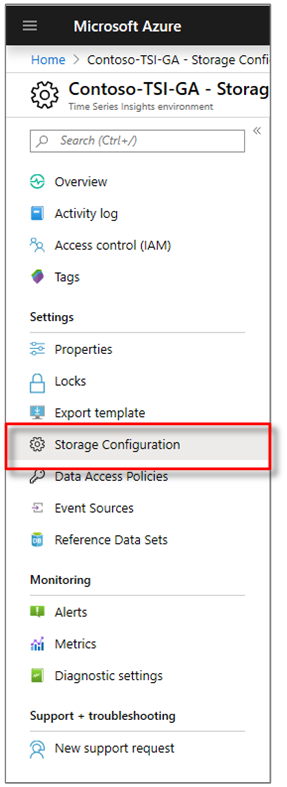 Microsoft Azure
Home > Contoso-TSI-GA - Storage Confi
Contoso-TSI-GA - Storag
Time Series Insights environment
Search (Ctrl+/)
«
Overview
Activity log
Access control (IAM)
Tags
Settings
Properties
Locks
Export template
Storage Configuration
Data Access Policies
Event Sources
Reference Data Sets
Monitoring
Alerts
Metrics
Diagnostic settings
Support + troubleshooting
New support request